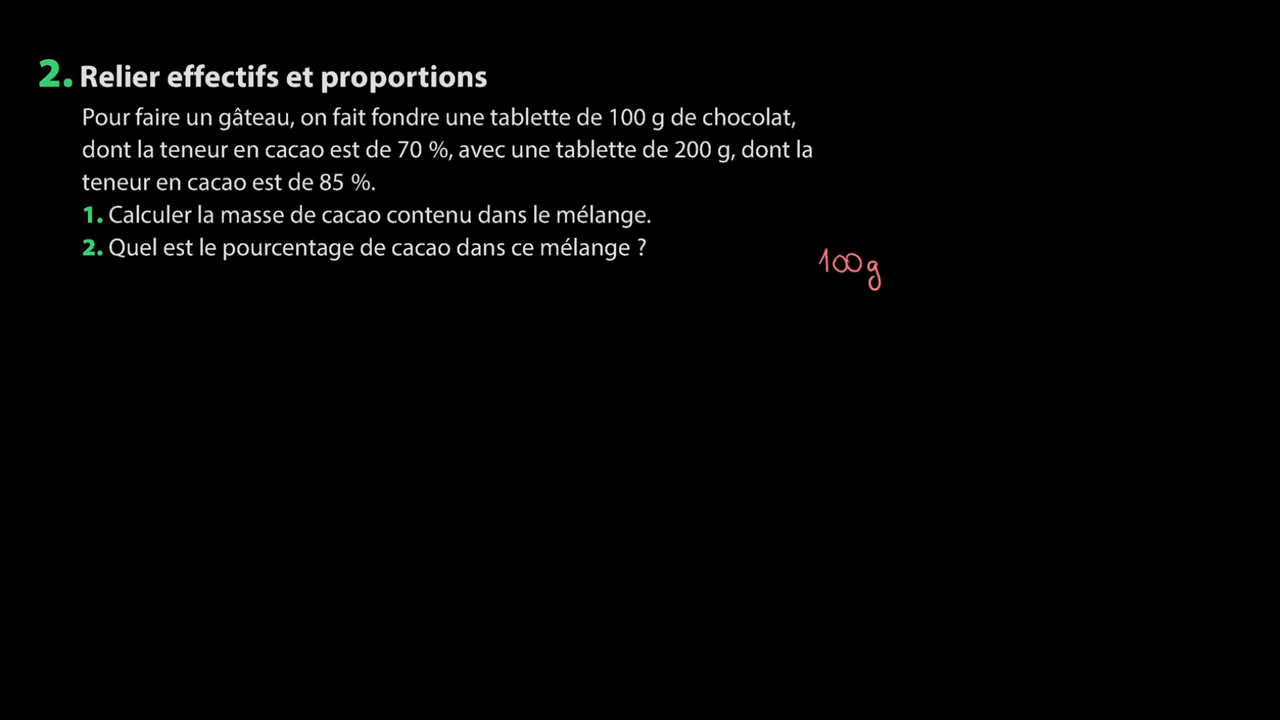 2. Relier effectifs et proportions
Pour faire un gâteau, on fait fondre une tablette de 100 g de chocolat,
dont la teneur en cacao est de 70 %, avec une tablette de 200 g, dont la
teneur en cacao est de 85 %.
1. Calculer la masse de cacao contenu dans le mélange.
2. Quel est le pourcentage de cacao dans ce mélange ?
100g